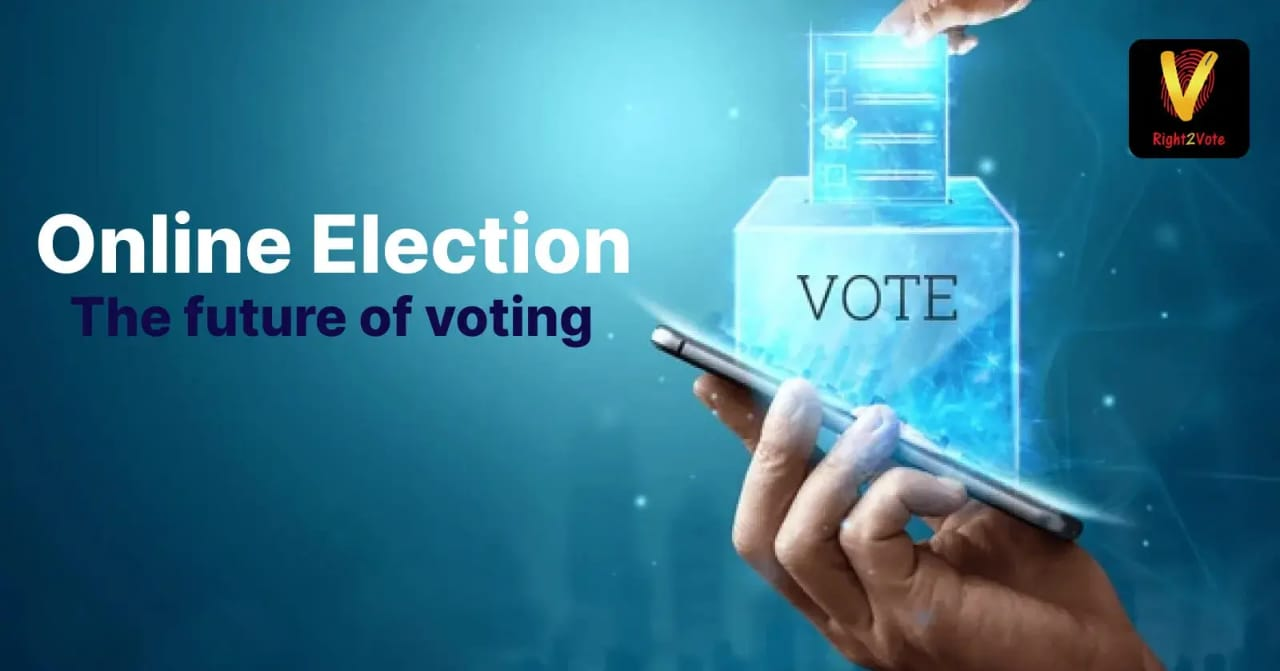 Online Election
The future of voting
VOTE
Right2Vote